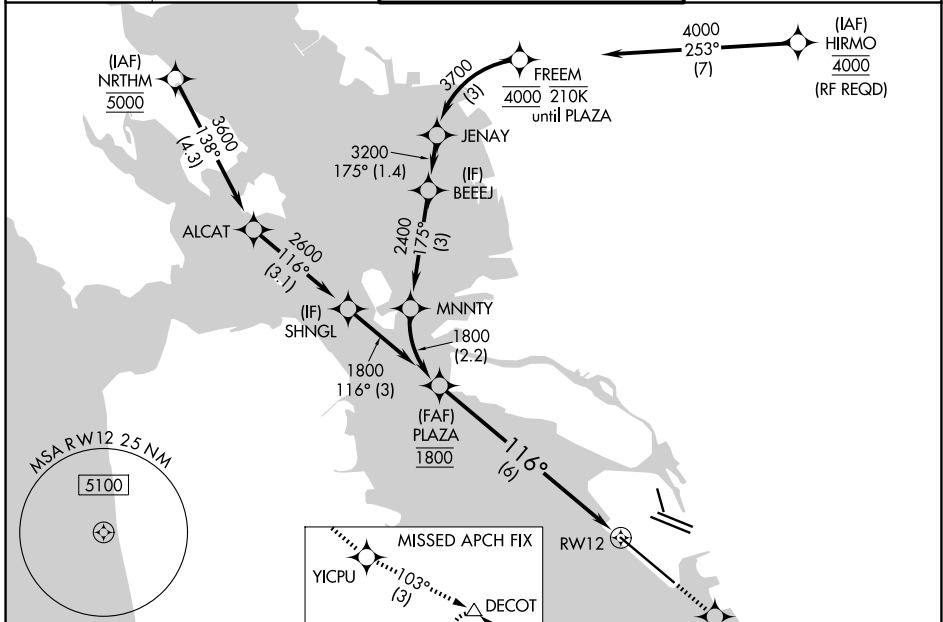 (IAF)
NRTHM
5000
3600
138°
(4.3)
ALCAT
2600
116°
(3.1)
(IF)
SHNGL
1800
116° (3)
4000
253°
(7)
(IAF)
HIRMO
4000
(RF REQD)
FREEM
4000 210K
until PLAZA
3700
(3)
JENAY
3200
175° (1.4)
(IF)
BEEEJ
2400
175°
(3)
MNNTY
1800
(2.2)
(FAF)
PLAZA
1800
116°
(6)
RW12
MSA RW12 25 NM
5100
MISSED APCH FIX
YICPU
103°
(3)
DECOT